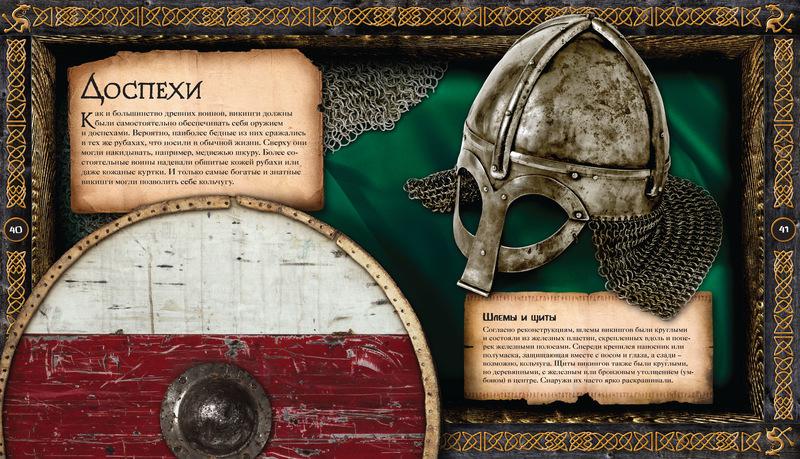 Доспехи
Как и большинство древних воинов, викинги должны
были самостоятельно обеспечивать себя оружием
и доспехами. Вероятно, наиболее бедные из них сражались
в тех же рубахах, что носили в обычной жизни. Сверху они
могли накидывать, например, медвежью шкуру. Более со-
стоятельные воины надевали обшитые кожей рубахи или
даже кожаные куртки. И только самые богатые и знатные
викинги могли позволить себе кольчугу.
40
41
Шлемы и щиты
Согласно реконструкциям, шлемы викингов были круглыми
и состояли из железных пластин, скрепленных вдоль и попе-
рек железными полосами. Спереди крепился наносник или
полумаска, защищающая вместе с носом и глаза, а сзади –
возможно, кольчуга. Щиты викингов также были круглыми,
но деревянными, с железным или бронзовым утолщением (ум-
боном) в центре. Снаружи их часто ярко раскрашивали.